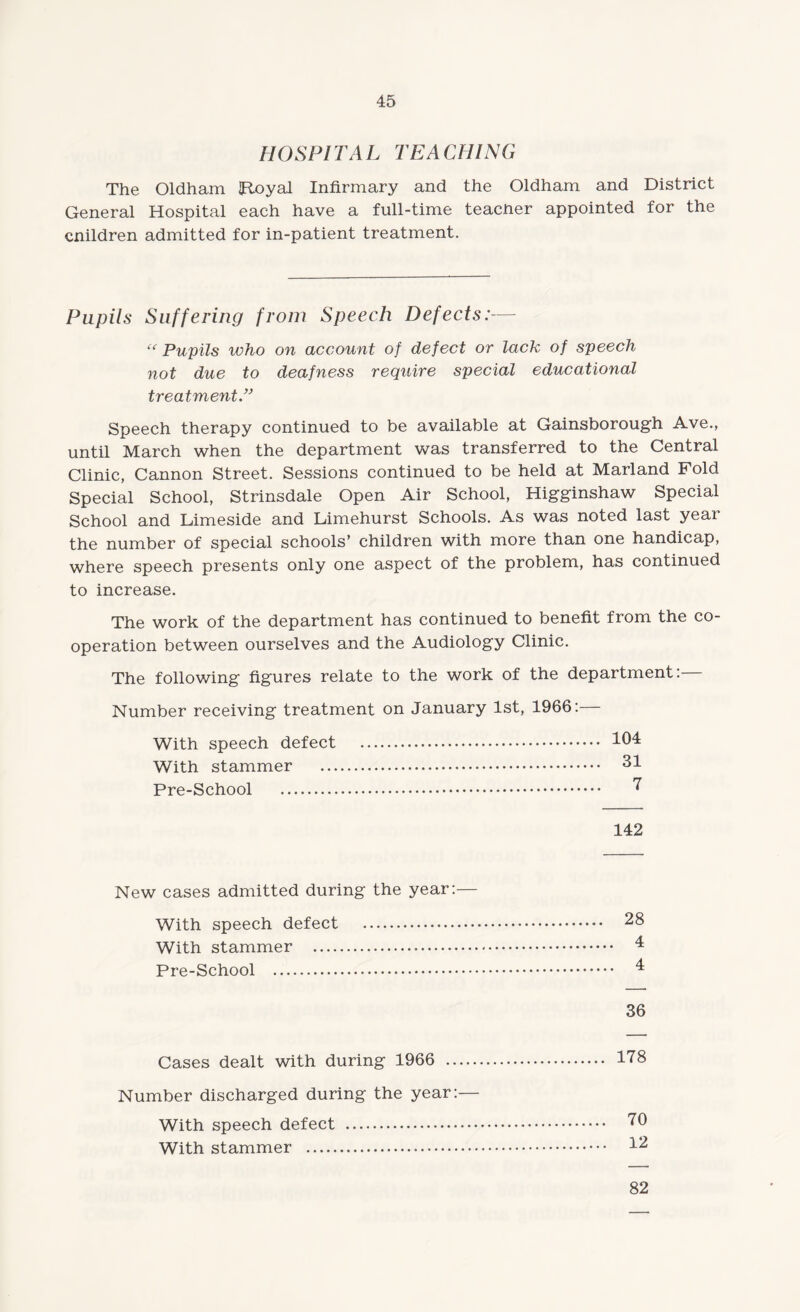 45
HOSPITAL TEACHING
The Oldham Royal Infirmary and the Oldham and District
General Hospital each have a full-time teacher appointed for the
cnildren admitted for in-patient treatment.
Pupils Suffering from Speech Defects:—
“ Pupils who on account of defect or lack of speech
not due to deafness require special educational
treatment.”
Speech therapy continued to be available at Gainsborough Ave.,
until March when the department was transferred to the Central
Clinic, Cannon Street. Sessions continued to be held at Marland Fold
Special School, Strinsdale Open Air School, Higginshaw Special
School and Limeside and Limehurst Schools. As was noted last year
the number of special schools’ children with more than one handicap,
where speech presents only one aspect of the problem, has continued
to increase.
The work of the department has continued to benefit from the co-
operation between ourselves and the Audiology Clinic.
The following figures relate to the work of the department:—
Number receiving treatment on January 1st, 1966:—
With speech defect ........................................ 104
With stammer ........................................ 31
Pre-School ........................................ 7
142
New cases admitted during the year:—
With speech defect ........................................ 28
With stammer ........................................ 4
Pre-School ........................................ 4
36
Cases dealt with during 1966 ........................ 178
Number discharged during the year:—
With speech defect ........................................ 70
With stammer ........................................ 12
82